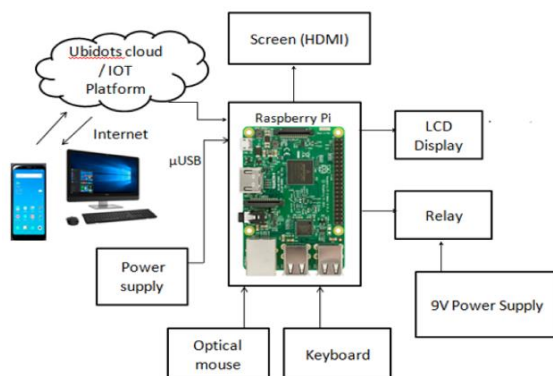 Ubidots cloud
/ IOT
Platform
Internet
Screen (HDMI)
Raspberry Pi
µUSB
LCD
Display
Relay
9V Power Supply
Power
supply
Optical
mouse
Keyboard